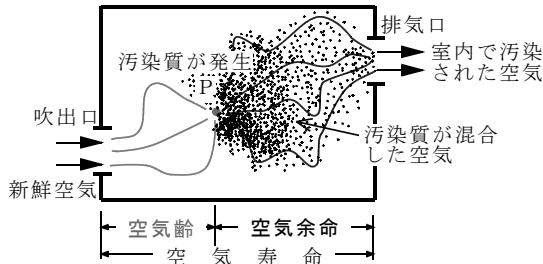 排気口
汚染質が発生
室内で汚染
された空気
P
吹出口
汚染質が混合
した空気
新鮮空気
空気齢
空気余命
空気寿命